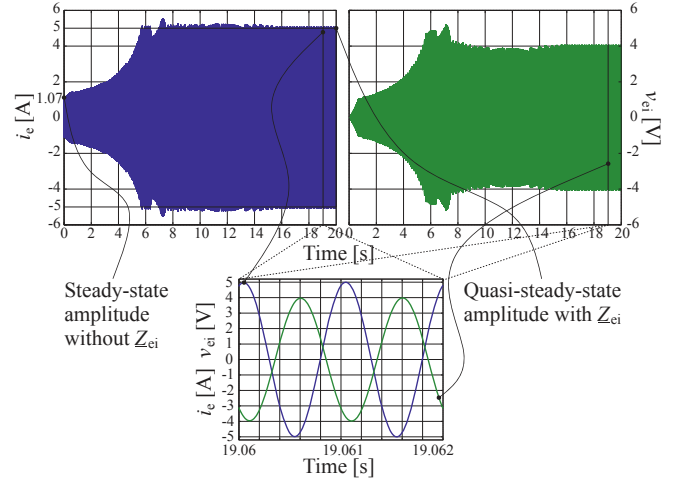 6
5
4
2
1.07
0
-2
-4
-5
-6
i_e [A]
0 2 4 6 8 10 12 14 16 18 20
Time [s]
6
4
2
0
-2
-4
-6
v_ei [V]
0 2 4 6 8 10 12 14 16 18 20
Time [s]
Steady-state
amplitude
without Z_ei
Quasi-steady-state
amplitude with Z_ei
5
4
3
2
1
0
-1
-2
-3
-4
-5
i_e [A] v_ei [V]
19.06 19.061 19.062
Time [s]